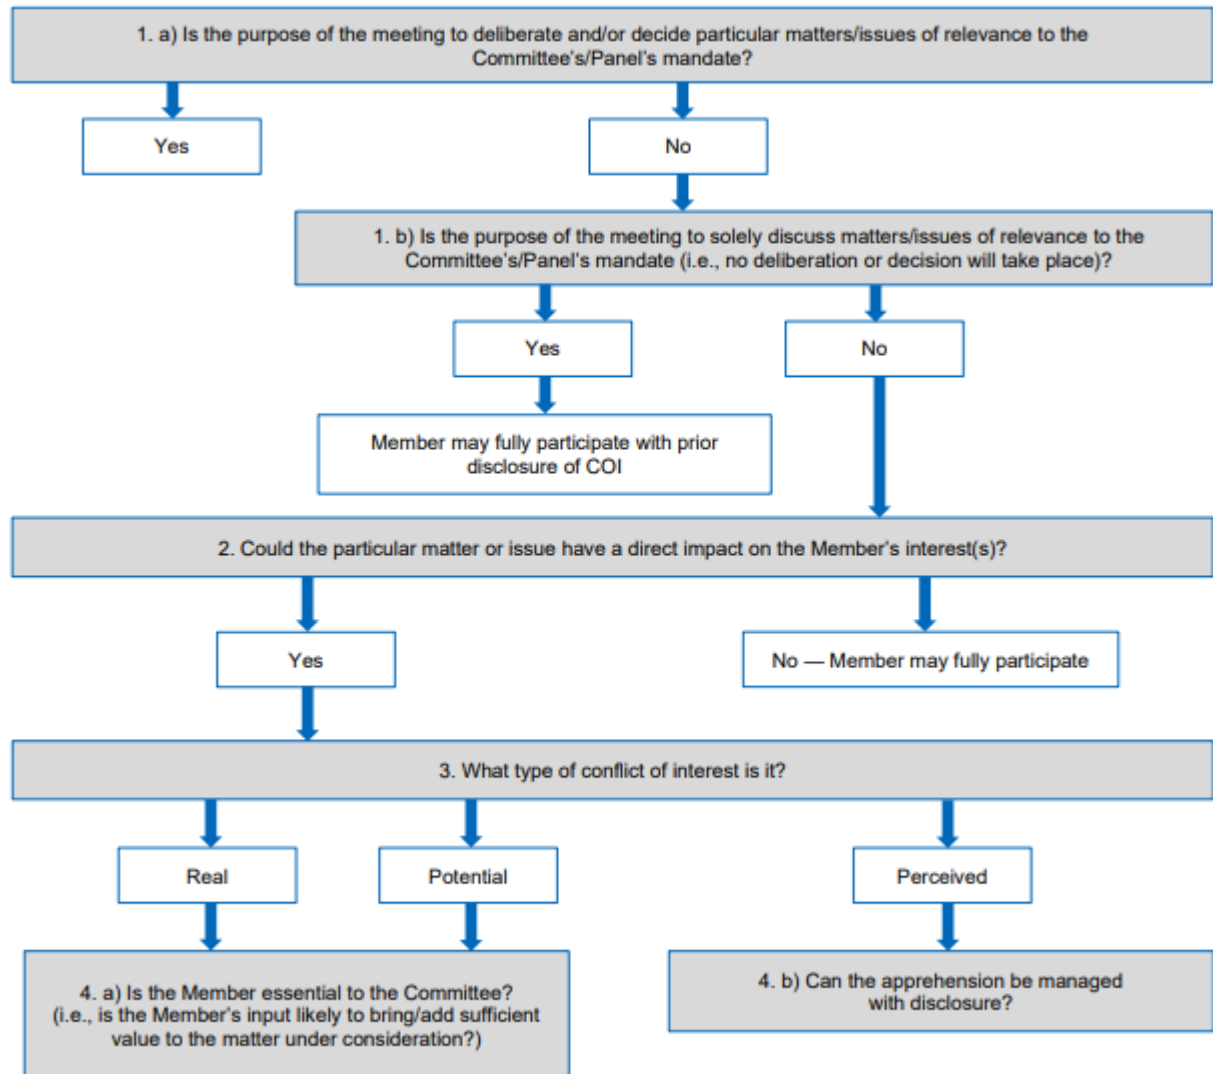 1. a) Is the purpose of the meeting to deliberate and/or decide particular matters/issues of relevance to the
Committee's/Panel's mandate?
Yes
No
1. b) Is the purpose of the meeting to solely discuss matters/issues of relevance to the
Committee's/Panel's mandate (i.e., no deliberation or decision will take place)?
Yes
No
Member may fully participate with prior
disclosure of COI
2. Could the particular matter or issue have a direct impact on the Member's interest(s)?
Yes
No — Member may fully participate
3. What type of conflict of interest is it?
Real
Potential
Perceived
4. a) Is the Member essential to the Committee?
(i.e., is the Member's input likely to bring/add sufficient
value to the matter under consideration?)
4. b) Can the apprehension be managed
with disclosure?